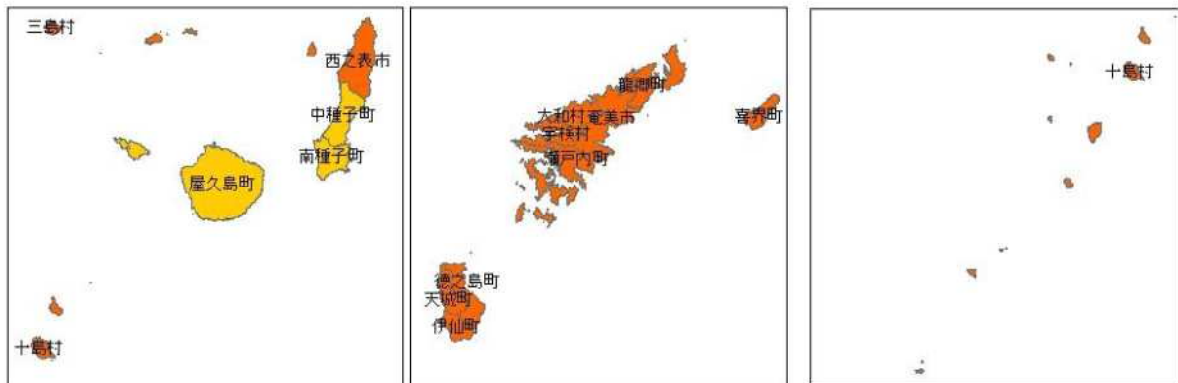 三島村
西之表市
中種子町
南種子町
屋久島町
十島村
龍郷町
大和村
奄美市
宇検村
瀬戸内町
喜界町
徳之島町
天城町
伊仙町
十島村